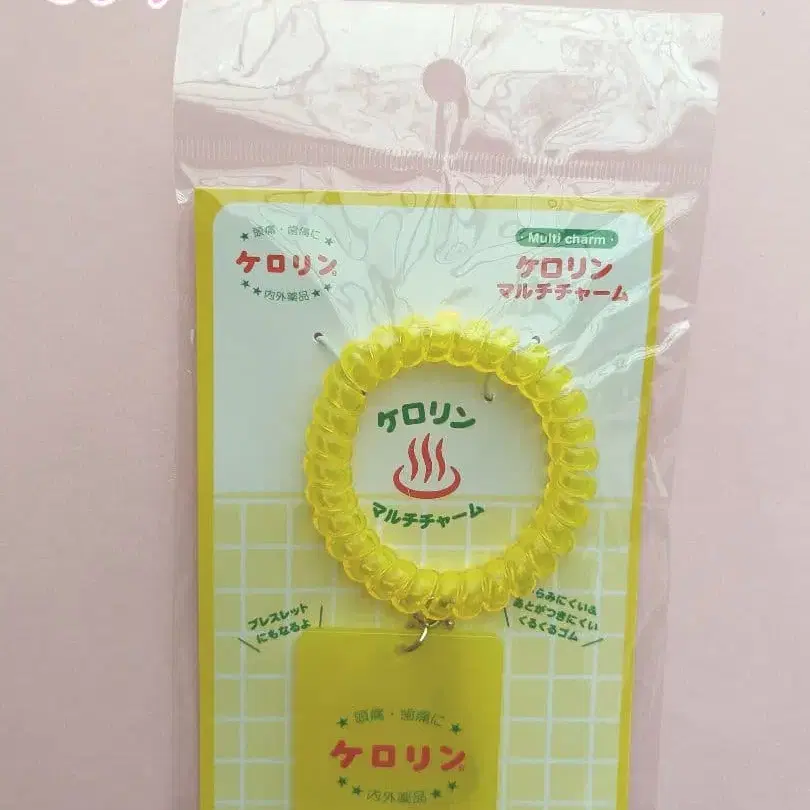 頭痛・歯痛に
ケロリン
内外薬品
Multi charm
ケロリン
マルチチャーム
ケロリン
マルチチャーム
ブレスレット
にもなるよ
らみにくい&
あとがつきにくい
くるくるゴム
頭痛・歯痛に
ケロリン
内外薬品